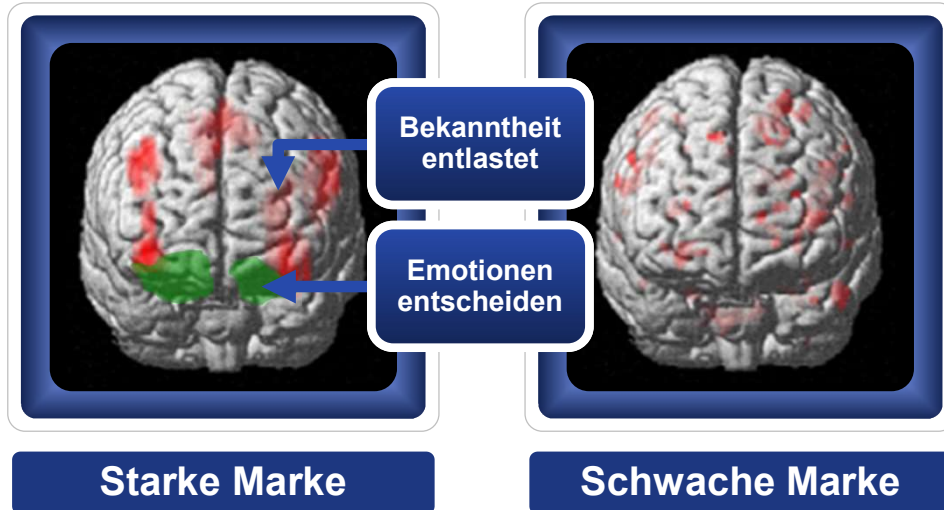 Bekanntheit
entlastet
Emotionen
entscheiden
Starke Marke
Schwache Marke